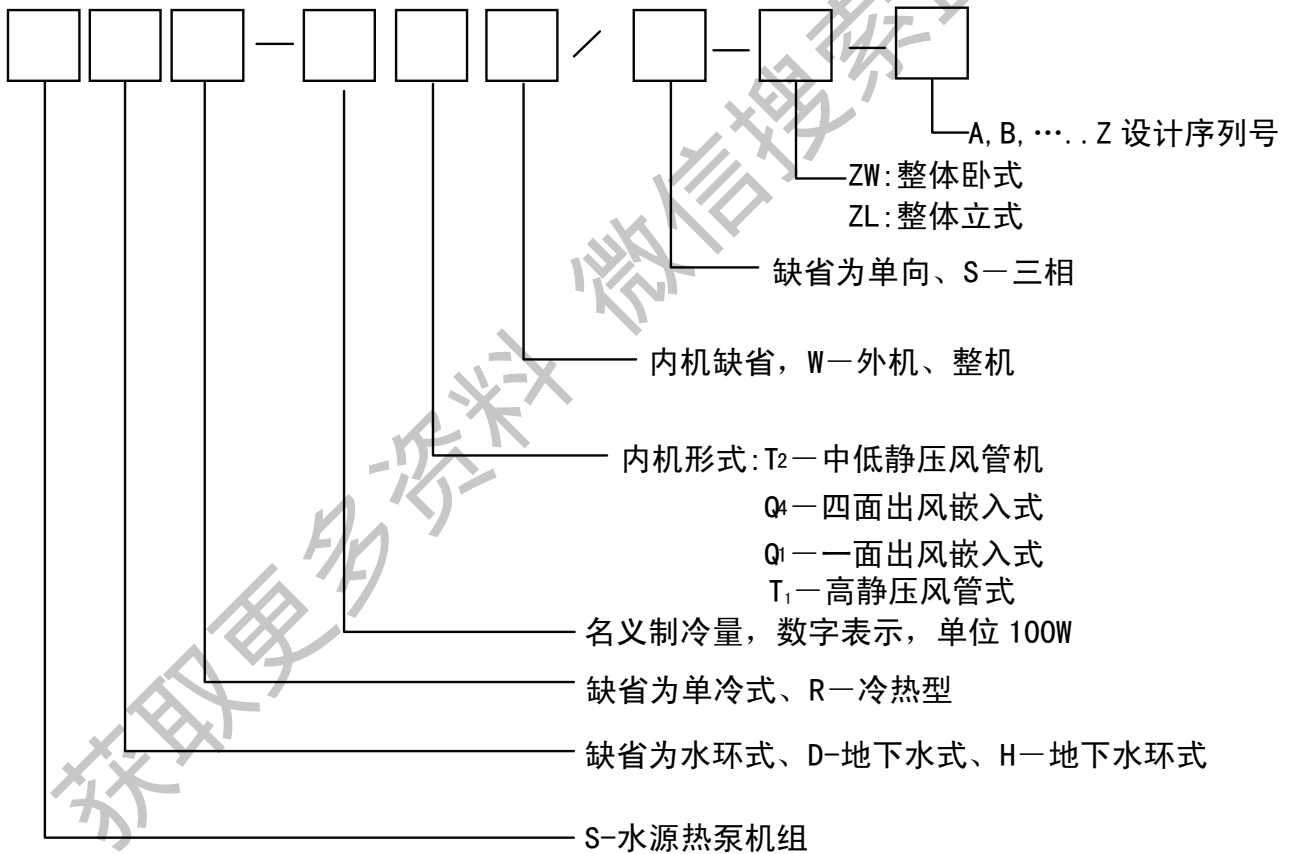 A,B,…..Z 设计序列号
ZW:整体卧式
ZL:整体立式
缺省为单向、S－三相
内机缺省，W－外机、整机
内机形式:T2－中低静压风管机
Q4－四面出风嵌入式
Q1－一面出风嵌入式
T1－高静压风管式
名义制冷量，数字表示，单位 100W
缺省为单冷式、R－冷热型
缺省为水环式、D-地下水式、H－地下水环式
S-水源热泵机组
获取更多资料 微信搜索